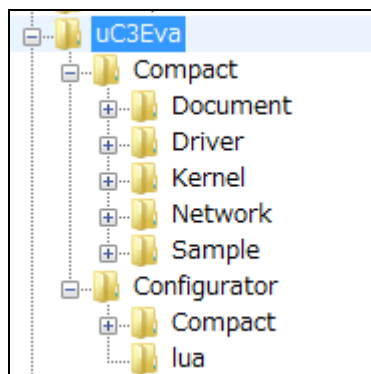 uC3Eva
Compact
Document
Driver
Kernel
Network
Sample
Configurator
Compact
lua